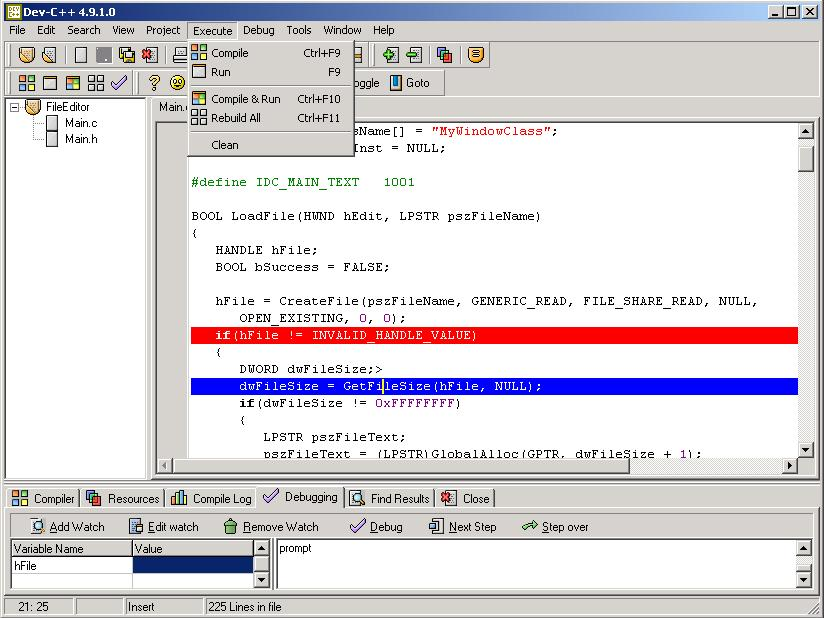 Dev-C++ 4.9.1.0
File Edit Search View Project Execute Debug Tools Window Help
Compile Ctrl+F9
Run F9
Compile & Run Ctrl+F10
Rebuild All Ctrl+F11
Clean
oggle Goto
FileEditor
Main.c
Main.h
Main.
sName[] = "MyWindowClass";
Inst = NULL;
#define IDC_MAIN_TEXT 1001
BOOL LoadFile(HWND hEdit, LPSTR pszFileName)
{
HANDLE hFile;
BOOL bSuccess = FALSE;
hFile = CreateFile(pszFileName, GENERIC_READ, FILE_SHARE_READ, NULL,
OPEN_EXISTING, 0, 0);
if(hFile != INVALID_HANDLE_VALUE)
{
DWORD dwFileSize;>
dwFileSize = GetFileSize(hFile, NULL);
if(dwFileSize != 0xFFFFFFFF)
{
LPSTR pszFileText;
pszFileText = (LPSTR)GlobalAlloc(GPTR, dwFileSize + 1);
Compiler Resources Compile Log Debugging Find Results Close
Add Watch Edit watch Remove Watch Debug Next Step Step over
Variable Name Value
hFile
prompt
21: 25 Insert 225 Lines in file